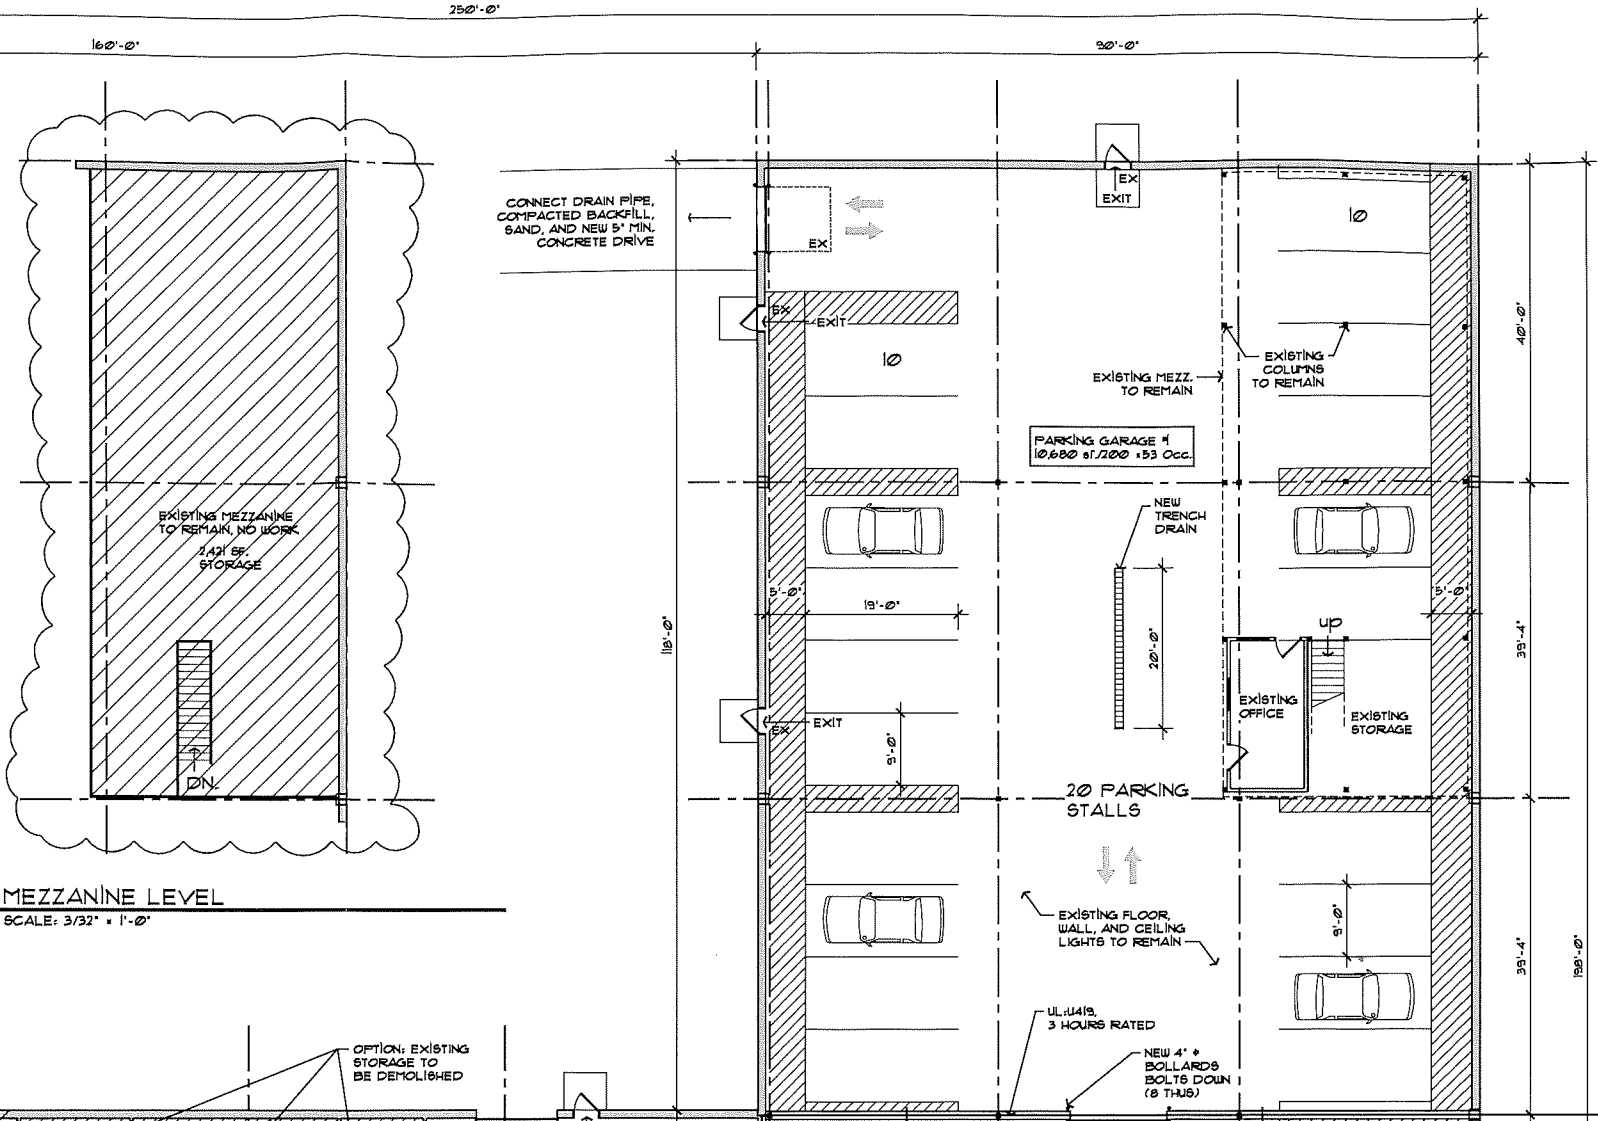 250'-0"
160'-0"
90'-0"
CONNECT DRAIN PIPE,
COMPACTED BACKFILL,
SAND, AND NEW 5" MIN.
CONCRETE DRIVE
EX
EX
EXIT
10
EX
EXIT
10
EXISTING MEZZ.
TO REMAIN
EXISTING
COLUMNS
TO REMAIN
40'-0"
PARKING GARAGE #1
10,680 sf./200 =53 Occ.
EXISTING MEZZANINE
TO REMAIN, NO WORK
2,421 SF.
STORAGE
NEW
TRENCH
DRAIN
5'-0"
19'-0"
20'-0"
5'-0"
118'-0"
39'-4"
up
EXISTING
OFFICE
EXISTING
STORAGE
EX
EXIT
9'-0"
DN.
20 PARKING
STALLS
MEZZANINE LEVEL
SCALE: 3/32" = 1'-0"
EXISTING FLOOR,
WALL, AND CEILING
LIGHTS TO REMAIN
9'-0"
39'-4"
198'-0"
UL:U419,
3 HOURS RATED
OPTION: EXISTING
STORAGE TO
BE DEMOLISHED
NEW 4" ø
BOLLARDS
BOLTS DOWN
(8 THUS)